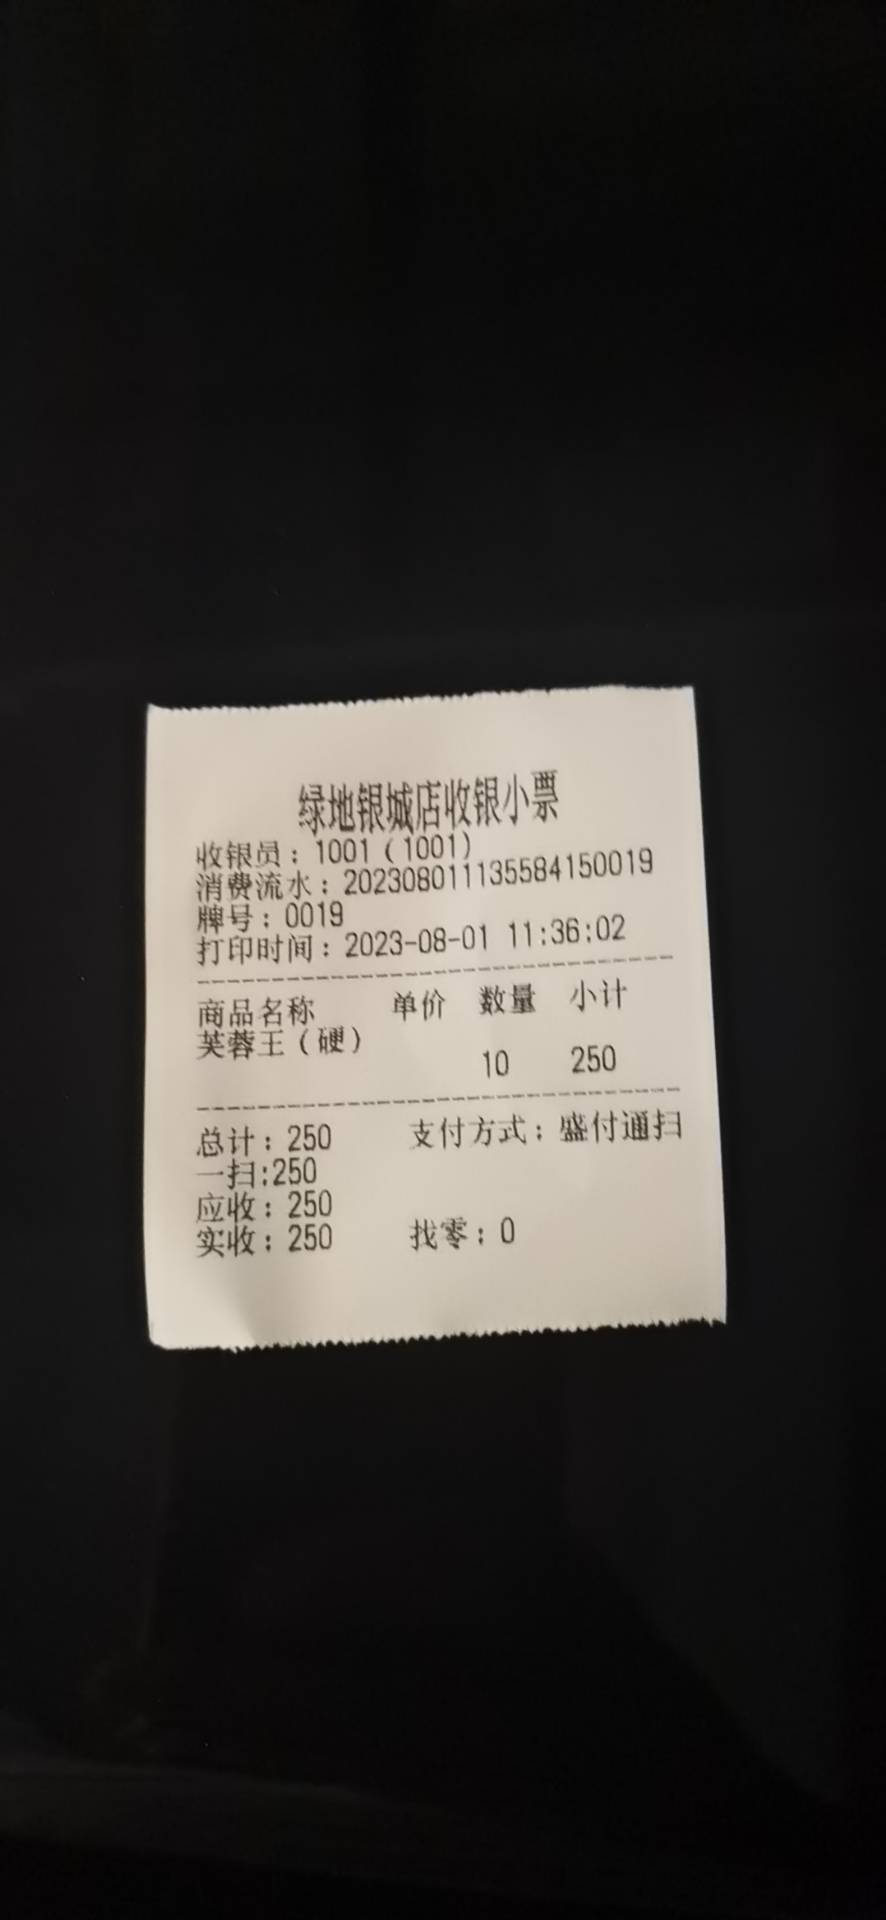 绿地银城店收银小票
收银员：1001（1001）
消费流水：202308011135584150019
牌号：0019
打印时间：2023-08-01 11:36:02
商品名称 单价 数量 小计
芙蓉王（硬）
10 250
总计：250 支付方式：盛付通扫
一扫:250
应收：250
实收：250 找零：0